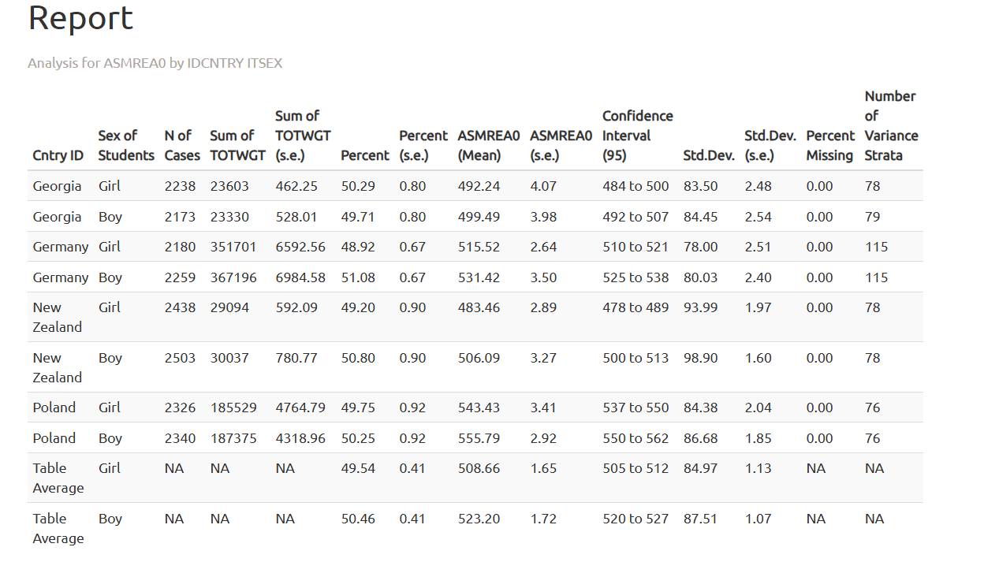 Report
Analysis for ASMREA0 by IDCNTRY ITSEX
Cntry ID Sex of Students N of Cases Sum of TOTWGT Sum of TOTWGT (s.e.) Percent Percent (s.e.) ASMREA0 (Mean) ASMREA0 (s.e.) Confidence Interval (95) Std.Dev. Std.Dev. (s.e.) Percent Missing Number of Variance Strata
Georgia Girl 2238 23603 462.25 50.29 0.80 492.24 4.07 484 to 500 83.50 2.48 0.00 78
Georgia Boy 2173 23330 528.01 49.71 0.80 499.49 3.98 492 to 507 84.45 2.54 0.00 79
Germany Girl 2180 351701 6592.56 48.92 0.67 515.52 2.64 510 to 521 78.00 2.51 0.00 115
Germany Boy 2259 367196 6984.58 51.08 0.67 531.42 3.50 525 to 538 80.03 2.40 0.00 115
New Zealand Girl 2438 29094 592.09 49.20 0.90 483.46 2.89 478 to 489 93.99 1.97 0.00 78
New Zealand Boy 2503 30037 780.77 50.80 0.90 506.09 3.27 500 to 513 98.90 1.60 0.00 78
Poland Girl 2326 185529 4764.79 49.75 0.92 543.43 3.41 537 to 550 84.38 2.04 0.00 76
Poland Boy 2340 187375 4318.96 50.25 0.92 555.79 2.92 550 to 562 86.68 1.85 0.00 76
Table Average Girl NA NA NA 49.54 0.41 508.66 1.65 505 to 512 84.97 1.13 NA NA
Table Average Boy NA NA NA 50.46 0.41 523.20 1.72 520 to 527 87.51 1.07 NA NA